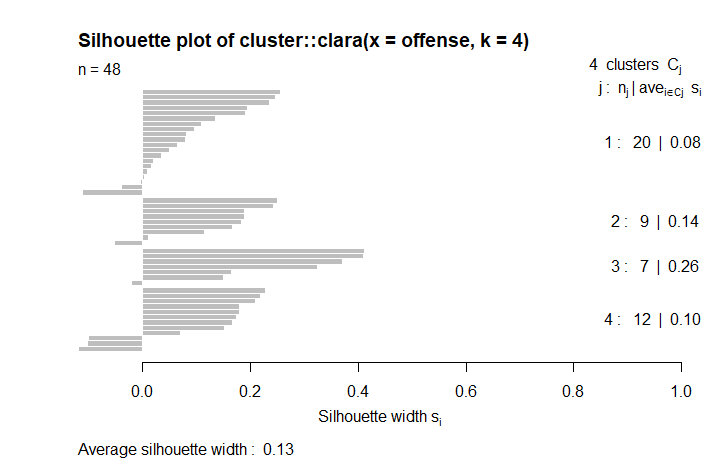 Silhouette plot of cluster::clara(x = offense, k = 4)
n = 48
4 clusters Cj
j : nj | avei∈Cj si
1 : 20 | 0.08
2 : 9 | 0.14
3 : 7 | 0.26
4 : 12 | 0.10
0.0 0.2 0.4 0.6 0.8 1.0
Silhouette width si
Average silhouette width : 0.13